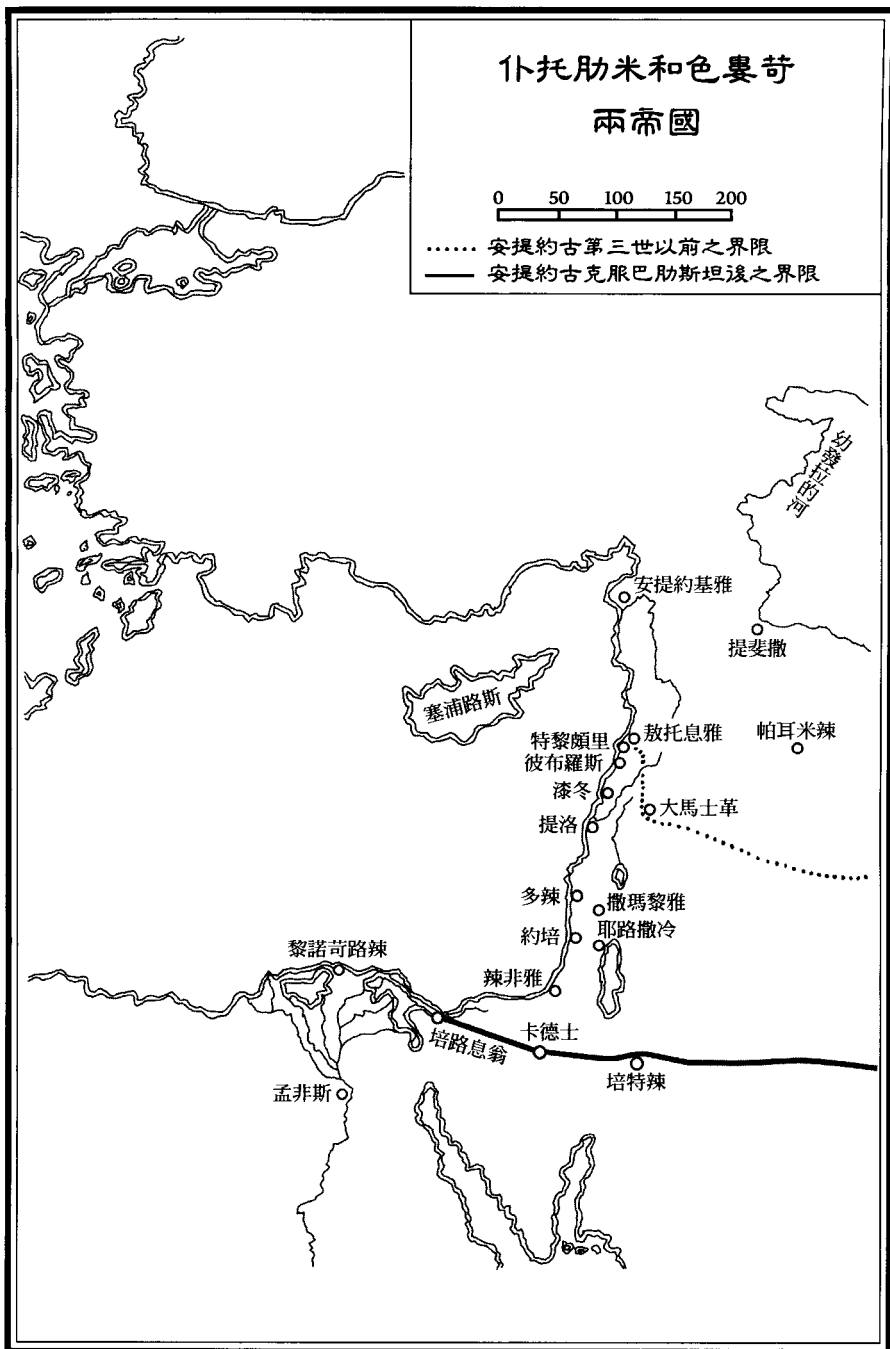 仆托肋米和色婁苛
兩帝國
0 50 100 150 200
安提約古第三世以前之界限
安提約古克服巴肋斯坦後之界限
幼發拉的河
安提約基雅
提斐撒
塞浦路斯
敖托息雅
特黎頗里
帕耳米辣
彼布羅斯
漆冬
大馬士革
提洛
多辣
撒瑪黎雅
約培
耶路撒冷
黎諾苛路辣
辣非雅
培路息翁
卡德士
培特辣
孟非斯